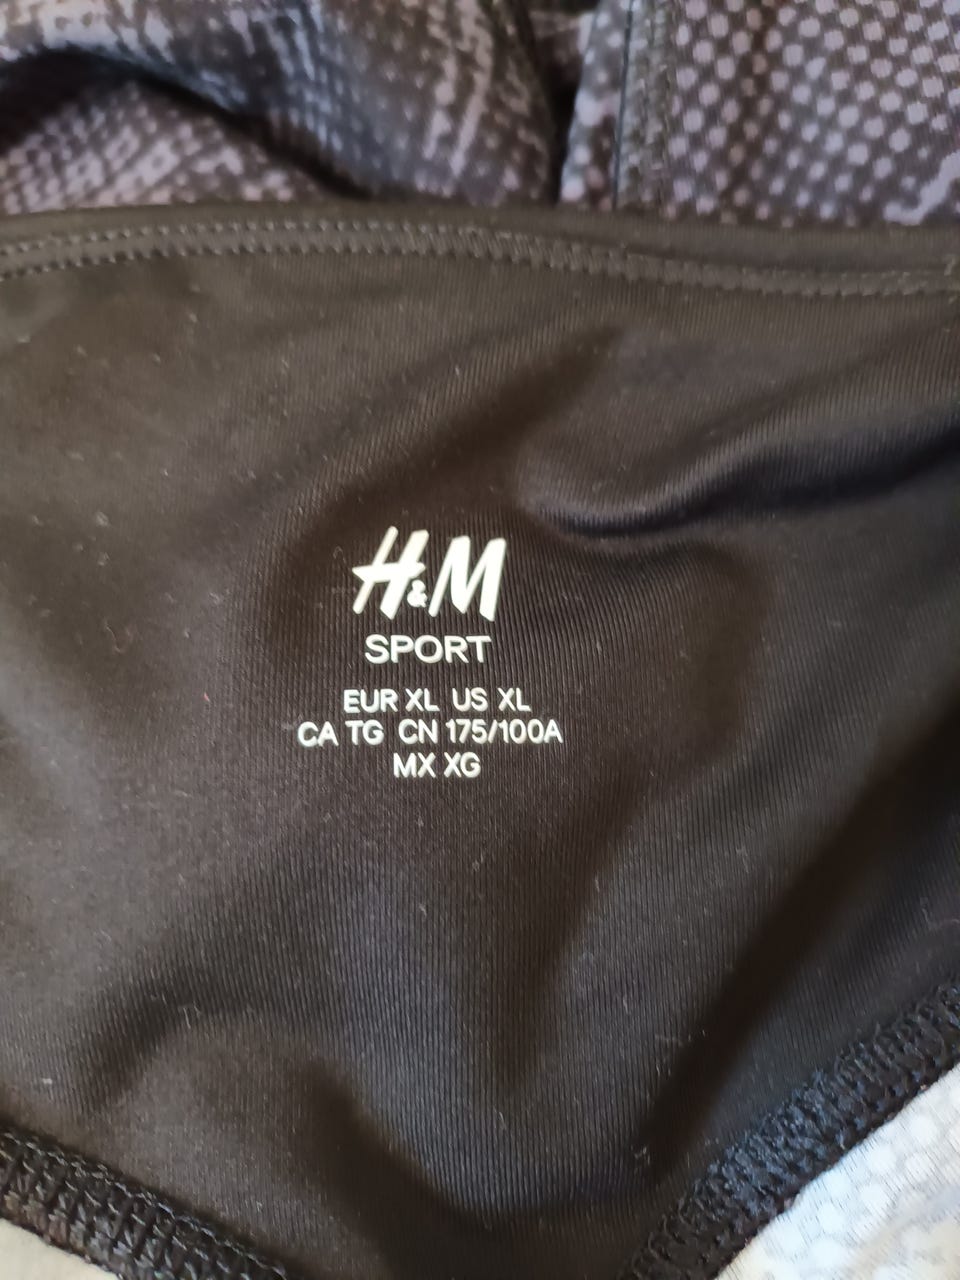 H&M
SPORT
EUR XL US XL
CA TG CN 175/100A
MX XG